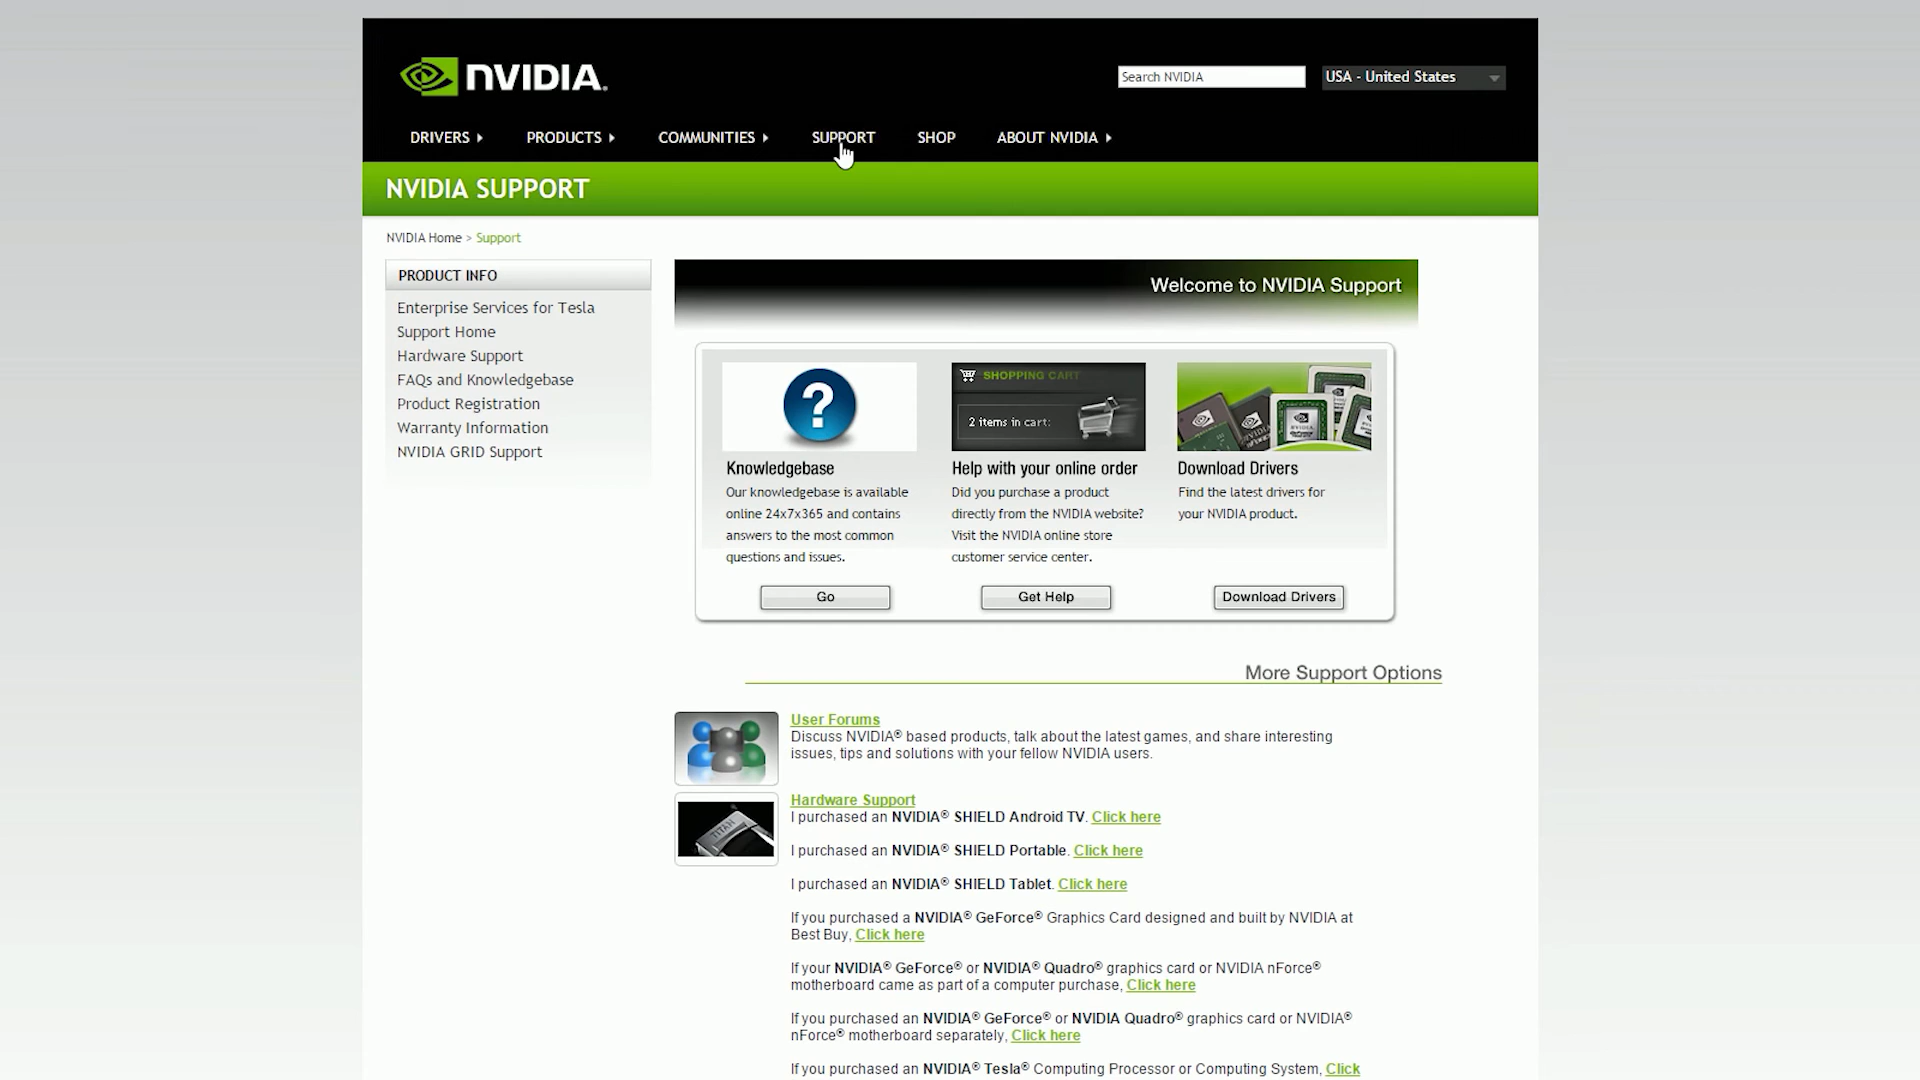 NVIDIA.
Search NVIDIA
USA - United States
DRIVERS
PRODUCTS
COMMUNITIES
SUPPORT
SHOP
ABOUT NVIDIA
NVIDIA SUPPORT
NVIDIA Home > Support
PRODUCT INFO
Enterprise Services for Tesla
Support Home
Hardware Support
FAQs and Knowledgebase
Product Registration
Warranty Information
NVIDIA GRID Support
Welcome to NVIDIA Support
Knowledgebase
Our knowledgebase is available
online 24x7x365 and contains
answers to the most common
questions and issues.
Go
SHOPPING CART
2 items in cart:
Help with your online order
Did you purchase a product
directly from the NVIDIA website?
Visit the NVIDIA online store
customer service center.
Get Help
Download Drivers
Find the latest drivers for
your NVIDIA product.
Download Drivers
More Support Options
User Forums
Discuss NVIDIA® based products, talk about the latest games, and share interesting
issues, tips and solutions with your fellow NVIDIA users.
TITAN
Hardware Support
I purchased an NVIDIA® SHIELD Android TV. Click here
I purchased an NVIDIA® SHIELD Portable. Click here
I purchased an NVIDIA® SHIELD Tablet. Click here
If you purchased a NVIDIA® GeForce® Graphics Card designed and built by NVIDIA at
Best Buy, Click here
If your NVIDIA® GeForce® or NVIDIA® Quadro® graphics card or NVIDIA nForce®
motherboard came as part of a computer purchase, Click here
If you purchased an NVIDIA® GeForce® or NVIDIA Quadro® graphics card or NVIDIA®
nForce® motherboard separately, Click here
If you purchased an NVIDIA® Tesla® Computing Processor or Computing System, Click